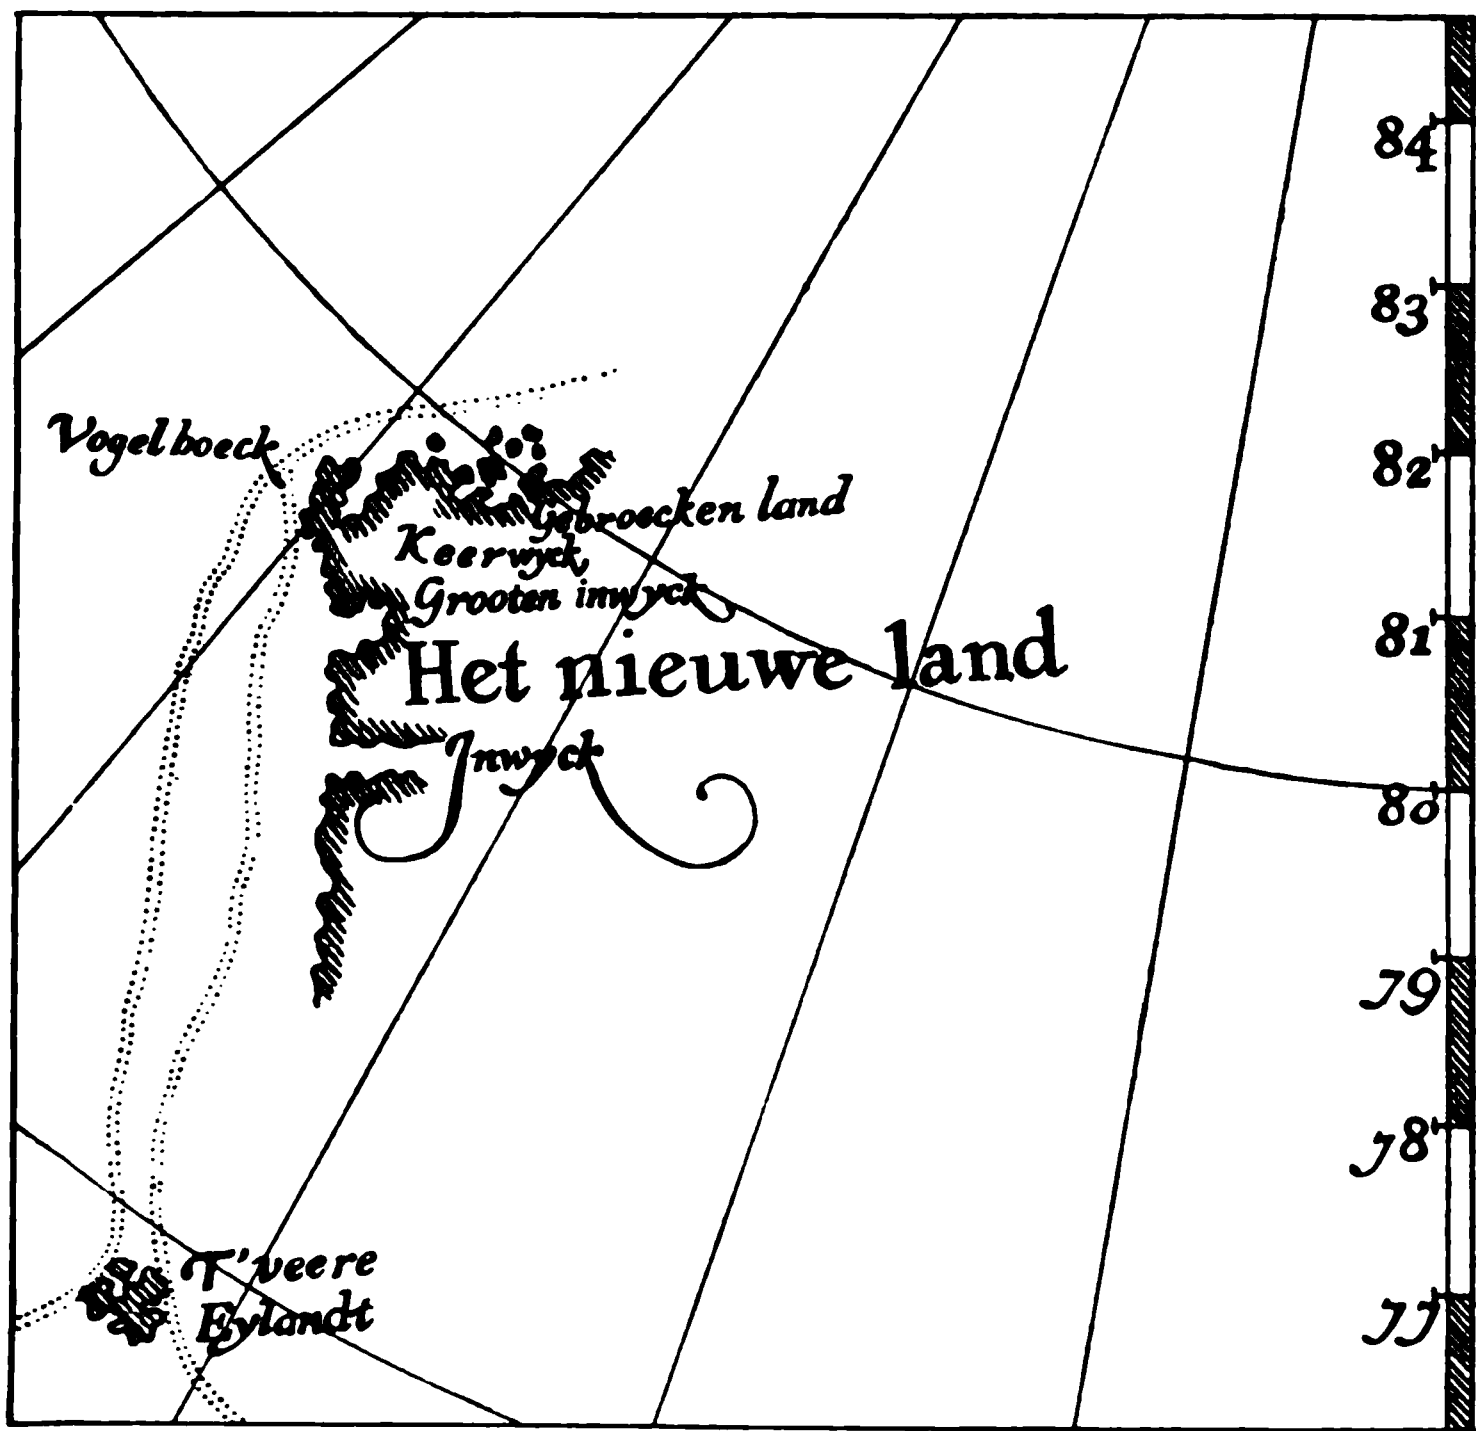 84
83
Vogelboeck
82
Gebroecken land
Keerwyck
Grooten inwyck
81
Het nieuwe land
Inwyck
80
79
78
T'veere
Eylandt
77